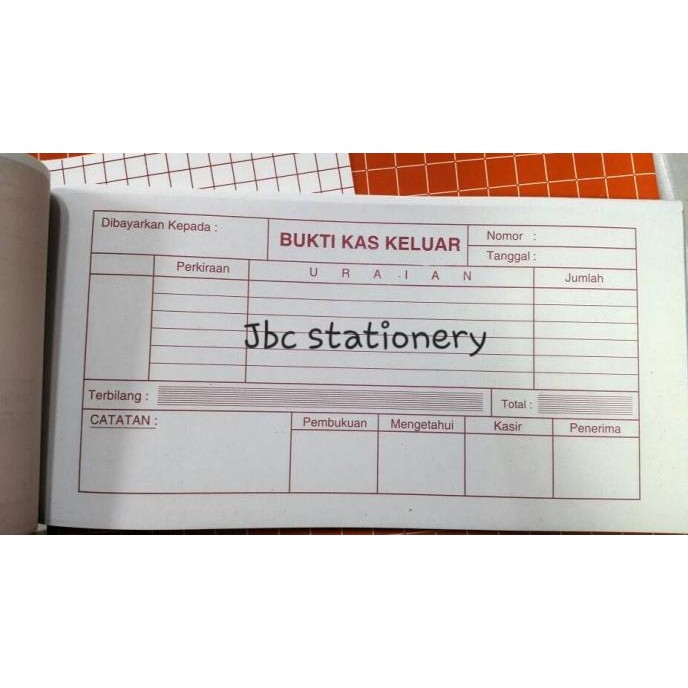 Dibayarkan Kepada :
BUKTI KAS KELUAR
Nomor :
Tanggal :
Perkiraan
U R A I A N
Jumlah
Jbc stationery
Terbilang :
Total :
CATATAN :
Pembukuan
Mengetahui
Kasir
Penerima